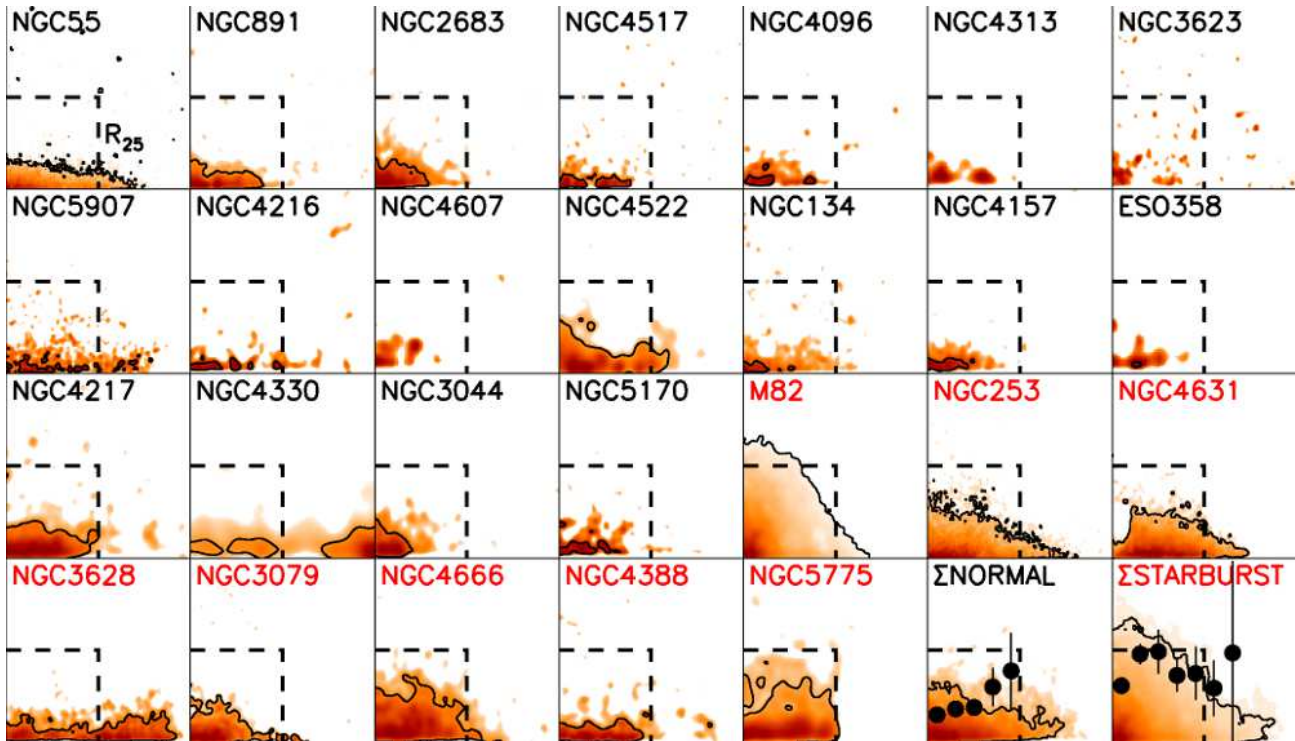 NGC55
NGC891
NGC2683
NGC4517
NGC4096
NGC4313
NGC3623
R25
NGC5907
NGC4216
NGC4607
NGC4522
NGC134
NGC4157
ESO358
NGC4217
NGC4330
NGC3044
NGC5170
M82
NGC253
NGC4631
NGC3628
NGC3079
NGC4666
NGC4388
NGC5775
ΣNORMAL
ΣSTARBURST